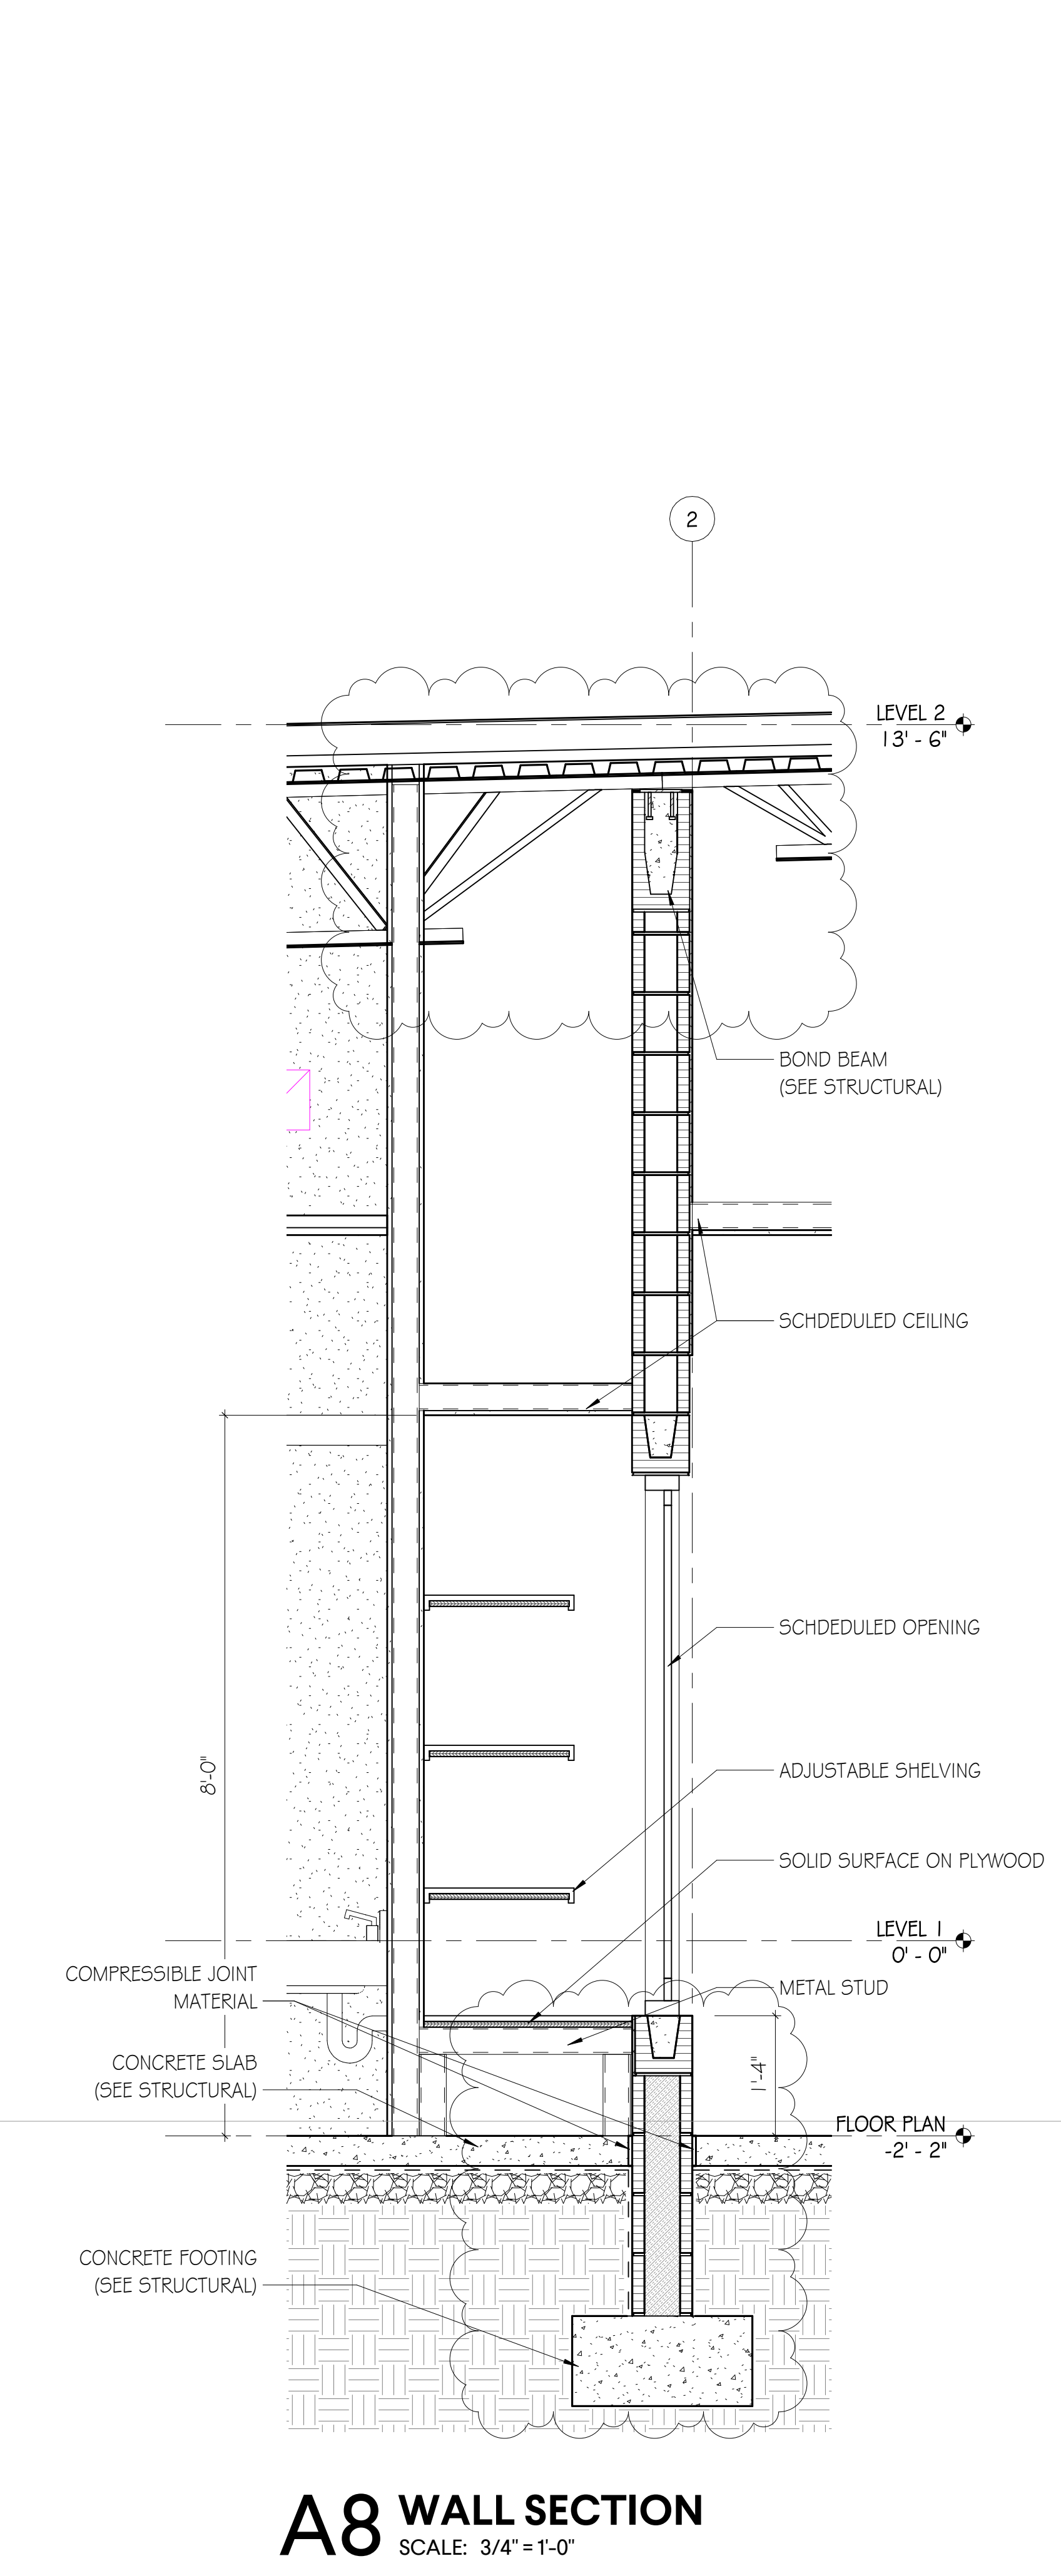 2
LEVEL 2
13' - 6"
BOND BEAM
(SEE STRUCTURAL)
SCHDEDULED CEILING
SCHDEDULED OPENING
8'-0"
ADJUSTABLE SHELVING
SOLID SURFACE ON PLYWOOD
LEVEL 1
0' - 0"
COMPRESSIBLE JOINT
MATERIAL
METAL STUD
CONCRETE SLAB
(SEE STRUCTURAL)
1'-4"
FLOOR PLAN
-2' - 2"
CONCRETE FOOTING
(SEE STRUCTURAL)
A8 WALL SECTION
SCALE: 3/4" = 1'-0"